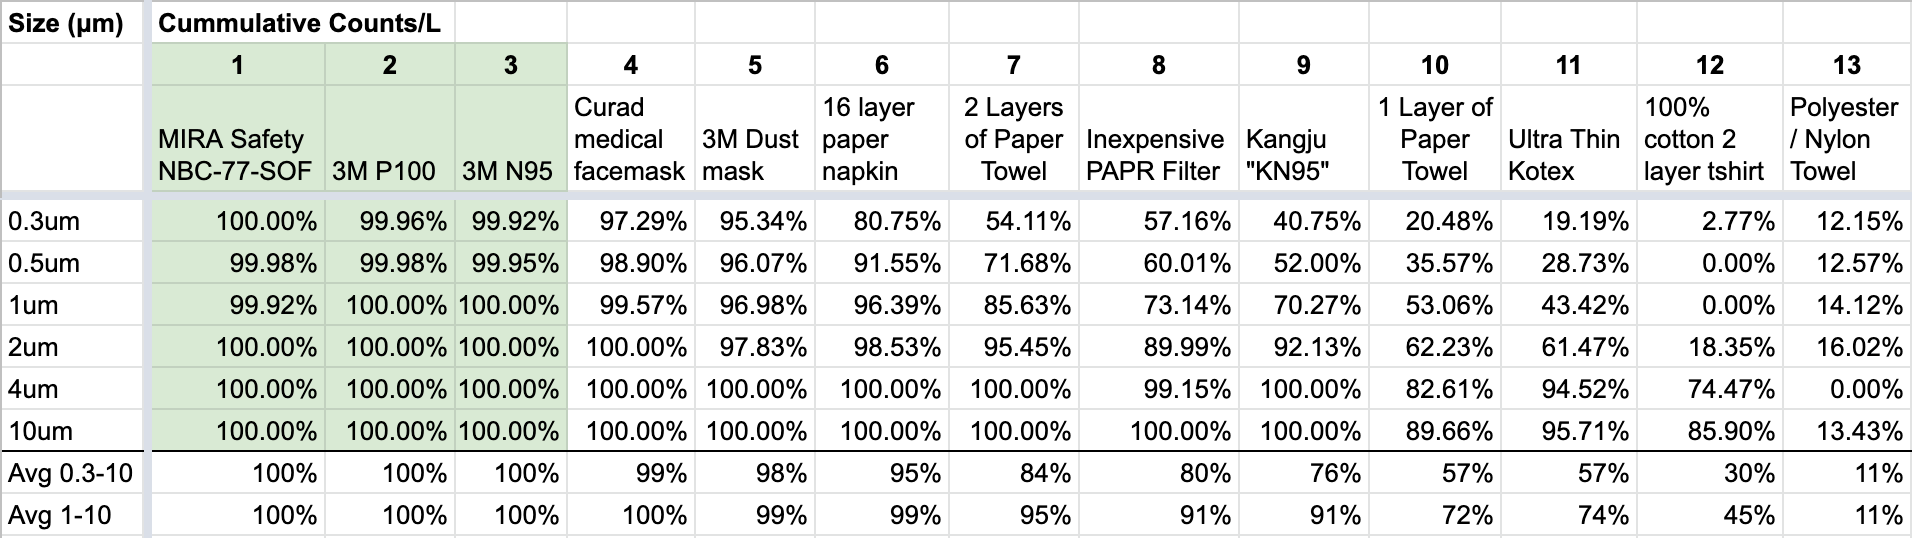 Size (µm) Cummulative Counts/L
1 2 3 4 5 6 7 8 9 10 11 12 13
Curad 16 layer 2 Layers 1 Layer of 100% Polyester
MIRA Safety medical 3M Dust paper of Paper Inexpensive Kangju Paper Ultra Thin cotton 2 / Nylon
NBC-77-SOF 3M P100 3M N95 facemask mask napkin Towel PAPR Filter "KN95" Towel Kotex layer tshirt Towel
0.3um 100.00% 99.96% 99.92% 97.29% 95.34% 80.75% 54.11% 57.16% 40.75% 20.48% 19.19% 2.77% 12.15%
0.5um 99.98% 99.98% 99.95% 98.90% 96.07% 91.55% 71.68% 60.01% 52.00% 35.57% 28.73% 0.00% 12.57%
1um 99.92% 100.00% 100.00% 99.57% 96.98% 96.39% 85.63% 73.14% 70.27% 53.06% 43.42% 0.00% 14.12%
2um 100.00% 100.00% 100.00% 100.00% 97.83% 98.53% 95.45% 89.99% 92.13% 62.23% 61.47% 18.35% 16.02%
4um 100.00% 100.00% 100.00% 100.00% 100.00% 100.00% 100.00% 99.15% 100.00% 82.61% 94.52% 74.47% 0.00%
10um 100.00% 100.00% 100.00% 100.00% 100.00% 100.00% 100.00% 100.00% 100.00% 89.66% 95.71% 85.90% 13.43%
Avg 0.3-10 100% 100% 100% 99% 98% 95% 84% 80% 76% 57% 57% 30% 11%
Avg 1-10 100% 100% 100% 100% 99% 99% 95% 91% 91% 72% 74% 45% 11%